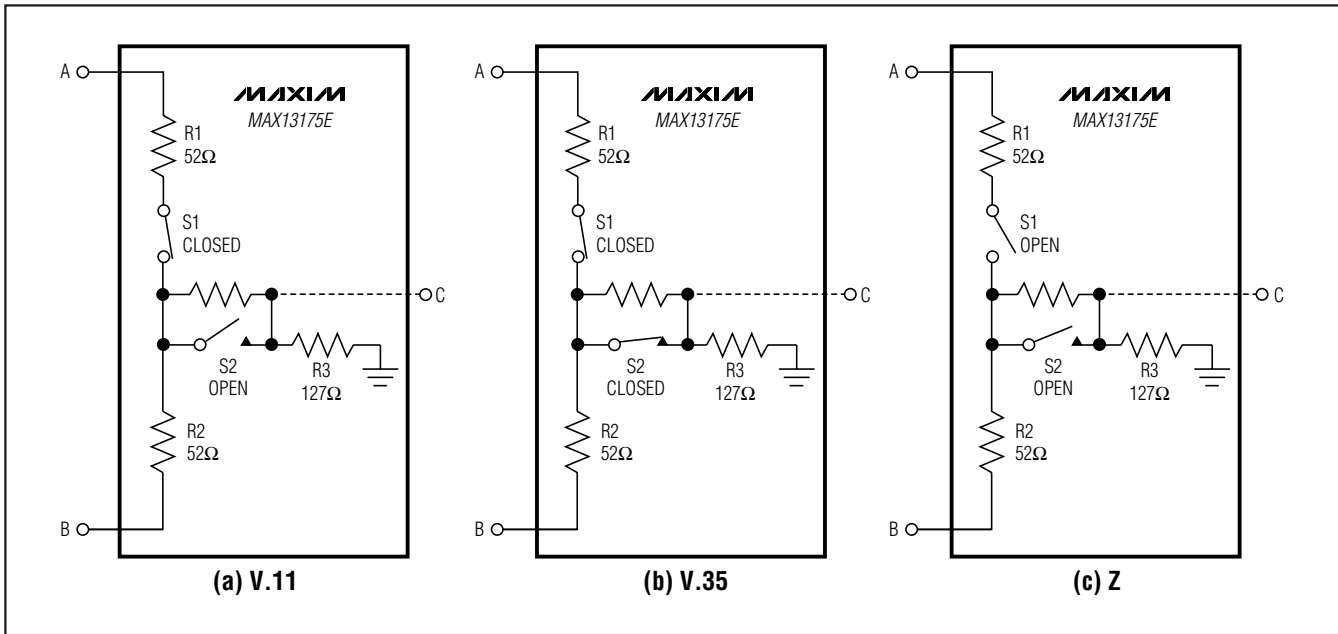 A
MAXIM
MAX13175E
R1
52Ω
S1
CLOSED
C
S2
OPEN
R3
127Ω
R2
52Ω
B
(a) V.11
A
MAXIM
MAX13175E
R1
52Ω
S1
CLOSED
C
S2
CLOSED
R3
127Ω
R2
52Ω
B
(b) V.35
A
MAXIM
MAX13175E
R1
52Ω
S1
OPEN
C
S2
OPEN
R3
127Ω
R2
52Ω
B
(c) Z